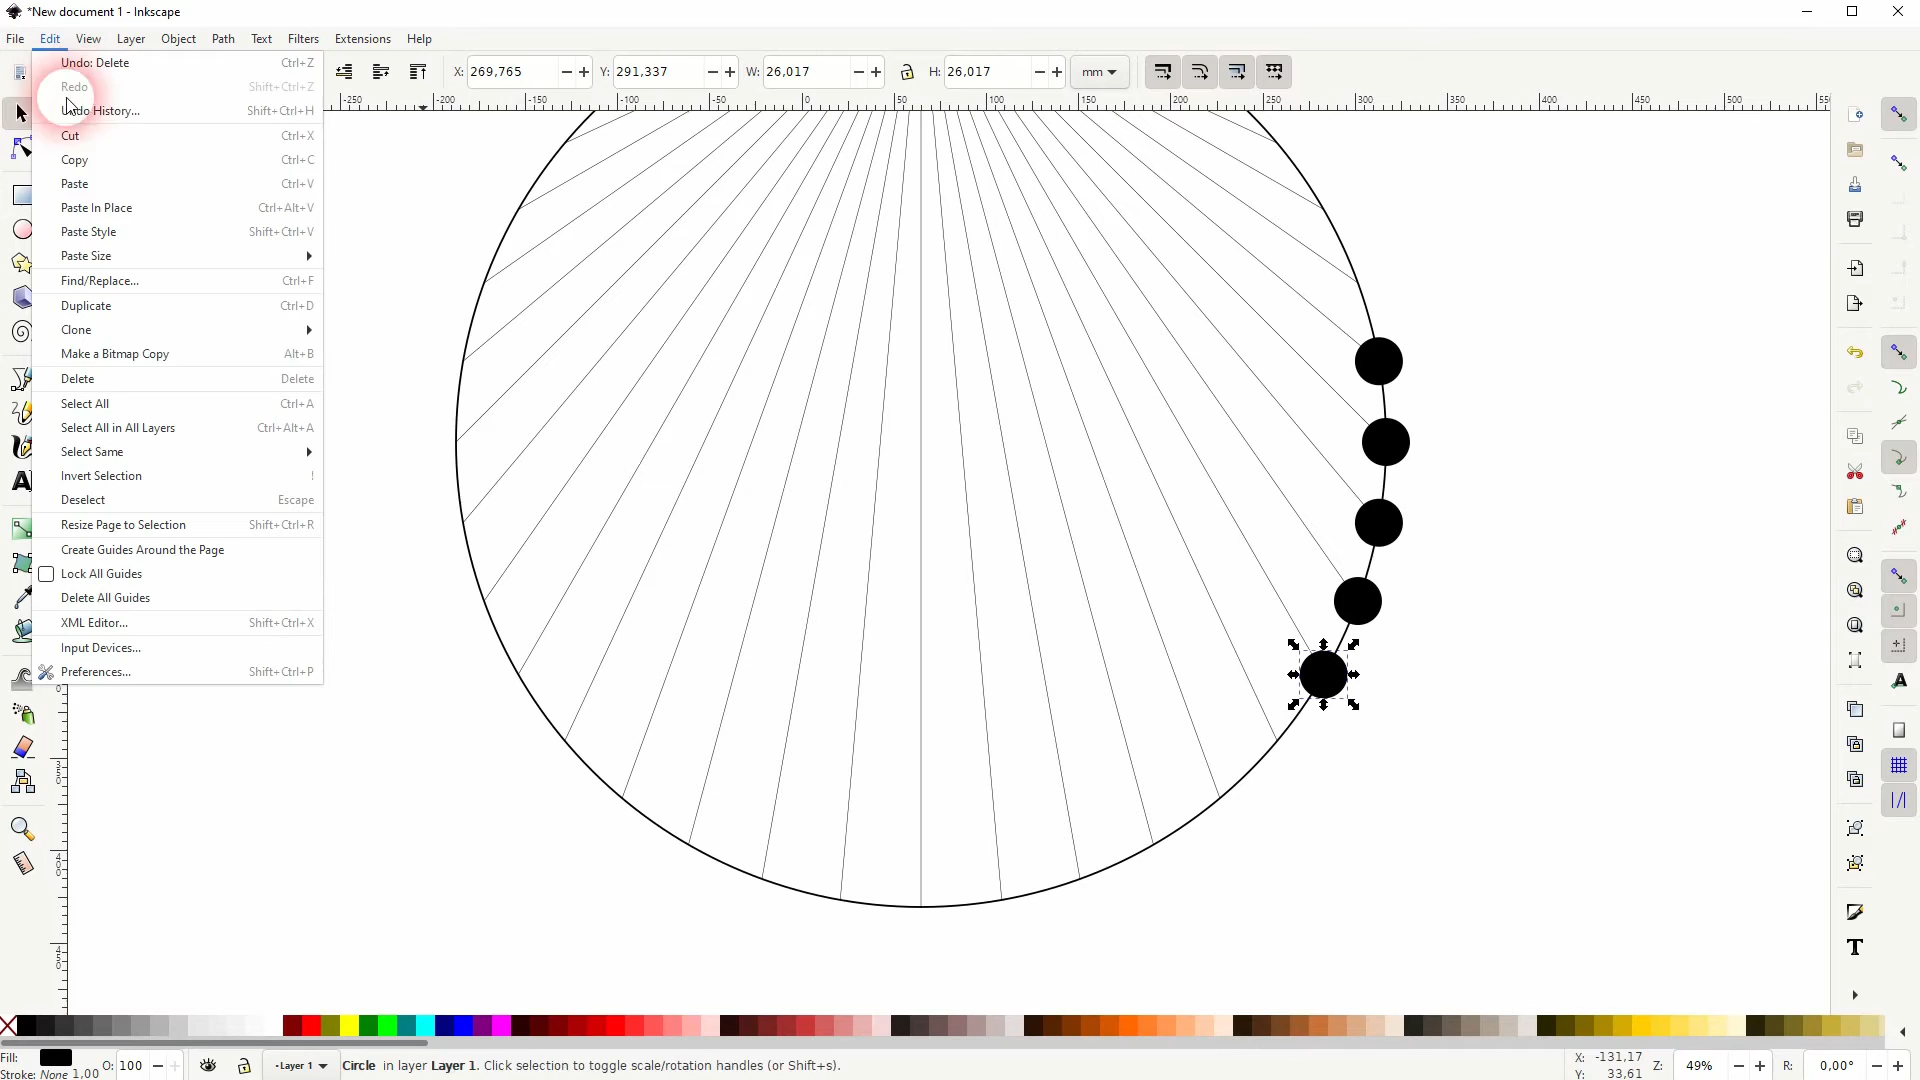 *New document 1 - Inkscape
File Edit View Layer Object Path Text Filters Extensions Help
X: 269,765 Y: 291,337 W: 26,017 H: 26,017 mm
Undo: Delete Ctrl+Z
Redo Shift+Ctrl+Z
Undo History... Shift+Ctrl+H
Cut Ctrl+X
Copy Ctrl+C
Paste Ctrl+V
Paste In Place Ctrl+Alt+V
Paste Style Shift+Ctrl+V
Paste Size
Find/Replace... Ctrl+F
Duplicate Ctrl+D
Clone
Make a Bitmap Copy Alt+B
Delete Delete
Select All Ctrl+A
Select All in All Layers Ctrl+Alt+A
Select Same
Invert Selection !
Deselect Escape
Resize Page to Selection Shift+Ctrl+R
Create Guides Around the Page
Lock All Guides
Delete All Guides
XML Editor... Shift+Ctrl+X
Input Devices...
Preferences... Shift+Ctrl+P
-250 -200 -150 -100 -50 0 50 100 150 200 250 300 350 400 450 500
350
400
450
Fill:
Stroke: None 1,00
O: 100
Layer 1
Circle in layer Layer 1. Click selection to toggle scale/rotation handles (or Shift+s).
X: -131,17
Y: 33,61
Z: 49%
R: 0,00°